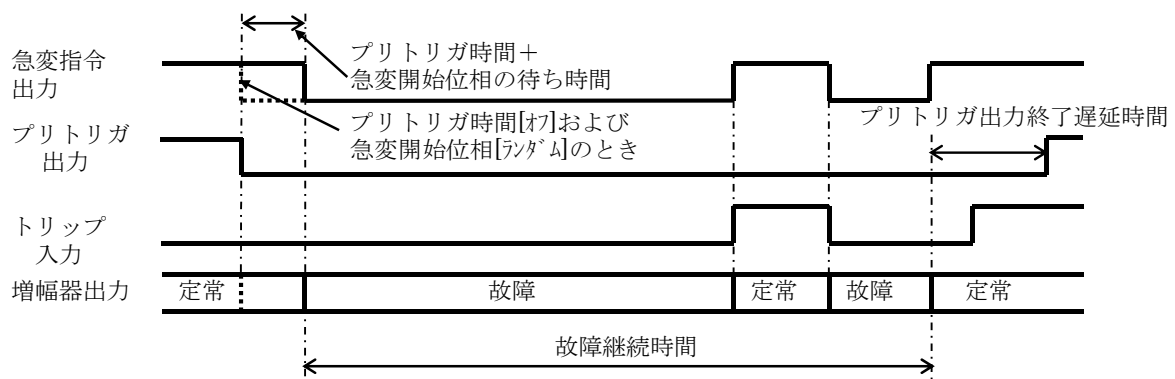 急変指令
出力
プリトリガ時間＋
急変開始位相の待ち時間
プリトリガ時間[ｵﾌ]および
急変開始位相[ﾗﾝﾀﾞﾑ]のとき
プリトリガ出力終了遅延時間
プリトリガ
出力
トリップ
入力
増幅器出力
定常
故障
定常
故障
定常
故障継続時間